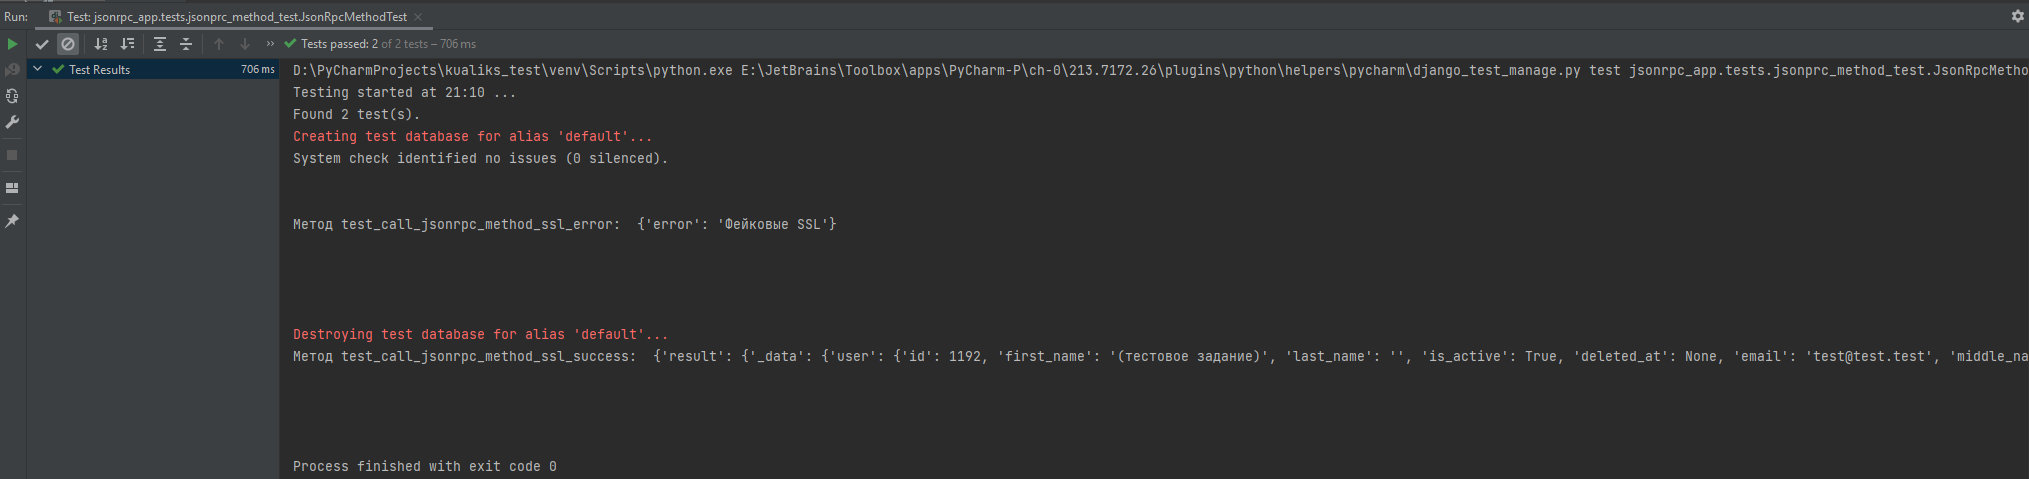 Run: Test: jsonrpc_app.tests.jsonprc_method_test.JsonRpcMethodTest
Tests passed: 2 of 2 tests – 706 ms
Test Results 706 ms
D:\PyCharmProjects\kualiks_test\venv\Scripts\python.exe E:\JetBrains\Toolbox\apps\PyCharm-P\ch-0\213.7172.26\plugins\python\helpers\pycharm\django_test_manage.py test jsonrpc_app.tests.jsonprc_method_test.JsonRpcMetho
Testing started at 21:10 ...
Found 2 test(s).
Creating test database for alias 'default'...
System check identified no issues (0 silenced).
Метод test_call_jsonrpc_method_ssl_error:  {'error': 'Фейковые SSL'}
Destroying test database for alias 'default'...
Метод test_call_jsonrpc_method_ssl_success:  {'result': {'_data': {'user': {'id': 1192, 'first_name': '(тестовое задание)', 'last_name': '', 'is_active': True, 'deleted_at': None, 'email': 'test@test.test', 'middle_na
Process finished with exit code 0